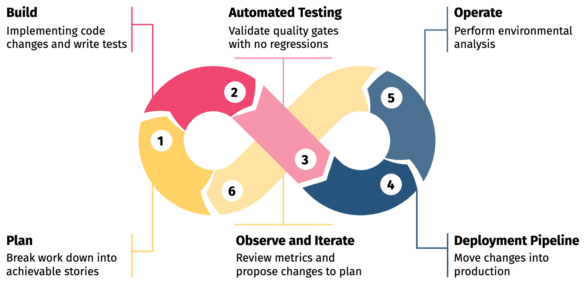 Build
Implementing code
changes and write tests
Automated Testing
Validate quality gates
with no regressions
Operate
Perform environmental
analysis
2
5
1
3
6
4
Plan
Break work down into
achievable stories
Observe and Iterate
Review metrics and
propose changes to plan
Deployment Pipeline
Move changes into
production